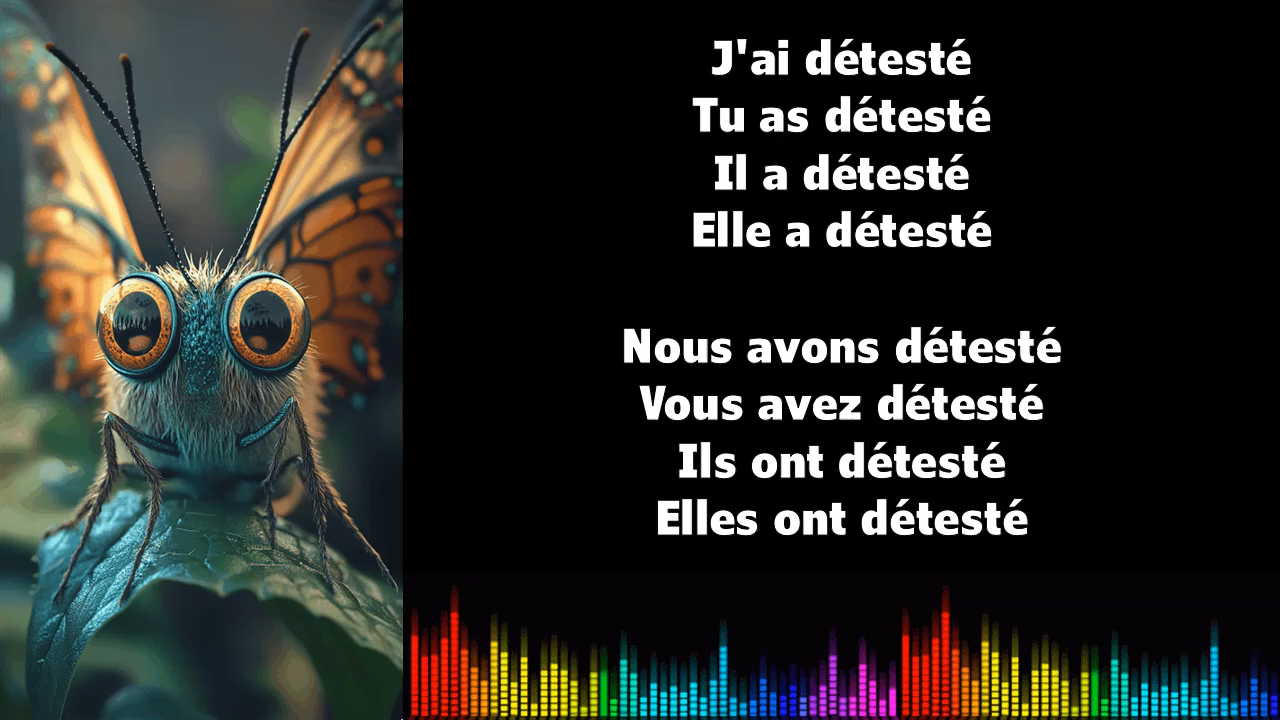 J'ai détesté
Tu as détesté
Il a détesté
Elle a détesté
Nous avons détesté
Vous avez détesté
Ils ont détesté
Elles ont détesté